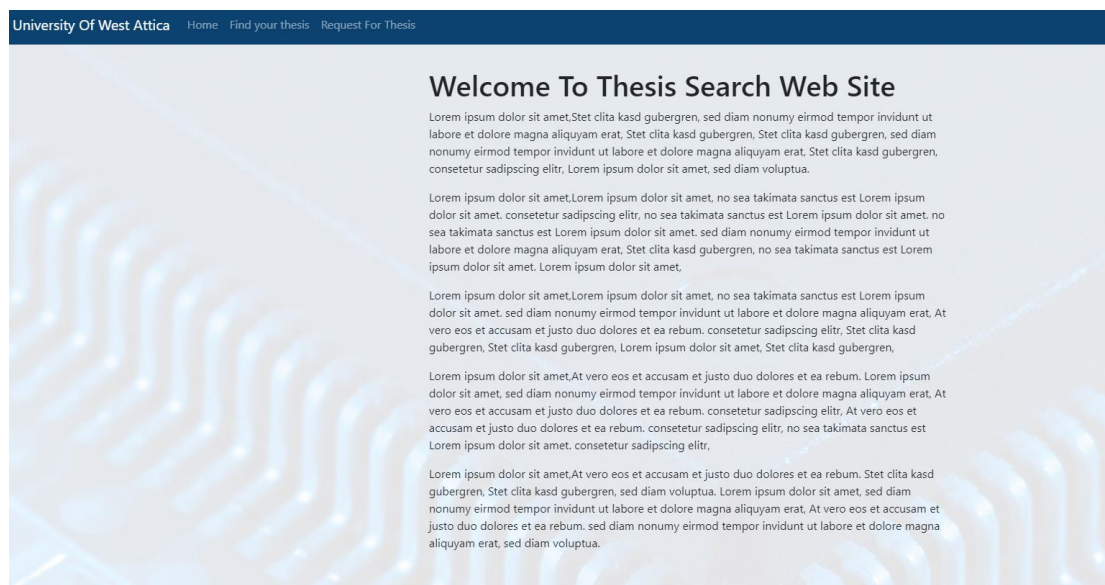 University Of West Attica Home Find your thesis Request For Thesis
Welcome To Thesis Search Web Site
Lorem ipsum dolor sit amet,Stet clita kasd gubergren, sed diam nonumy eirmod tempor invidunt ut
labore et dolore magna aliquyam erat, Stet clita kasd gubergren, Stet clita kasd gubergren, sed diam
nonumy eirmod tempor invidunt ut labore et dolore magna aliquyam erat, Stet clita kasd gubergren,
consetetur sadipscing elitr, Lorem ipsum dolor sit amet, sed diam voluptua.
Lorem ipsum dolor sit amet,Lorem ipsum dolor sit amet, no sea takimata sanctus est Lorem ipsum
dolor sit amet. consetetur sadipscing elitr, no sea takimata sanctus est Lorem ipsum dolor sit amet. no
sea takimata sanctus est Lorem ipsum dolor sit amet. sed diam nonumy eirmod tempor invidunt ut
labore et dolore magna aliquyam erat, Stet clita kasd gubergren, no sea takimata sanctus est Lorem
ipsum dolor sit amet. Lorem ipsum dolor sit amet,
Lorem ipsum dolor sit amet,Lorem ipsum dolor sit amet, no sea takimata sanctus est Lorem ipsum
dolor sit amet. sed diam nonumy eirmod tempor invidunt ut labore et dolore magna aliquyam erat, At
vero eos et accusam et justo duo dolores et ea rebum. consetetur sadipscing elitr, Stet clita kasd
gubergren, Stet clita kasd gubergren, Lorem ipsum dolor sit amet, Stet clita kasd gubergren,
Lorem ipsum dolor sit amet,At vero eos et accusam et justo duo dolores et ea rebum. Lorem ipsum
dolor sit amet, sed diam nonumy eirmod tempor invidunt ut labore et dolore magna aliquyam erat, At
vero eos et accusam et justo duo dolores et ea rebum. consetetur sadipscing elitr, At vero eos et
accusam et justo duo dolores et ea rebum. consetetur sadipscing elitr, no sea takimata sanctus est
Lorem ipsum dolor sit amet. consetetur sadipscing elitr,
Lorem ipsum dolor sit amet,At vero eos et accusam et justo duo dolores et ea rebum. Stet clita kasd
gubergren, Stet clita kasd gubergren, sed diam voluptua. Lorem ipsum dolor sit amet, sed diam
nonumy eirmod tempor invidunt ut labore et dolore magna aliquyam erat, At vero eos et accusam et
justo duo dolores et ea rebum. sed diam nonumy eirmod tempor invidunt ut labore et dolore magna
aliquyam erat, sed diam voluptua.